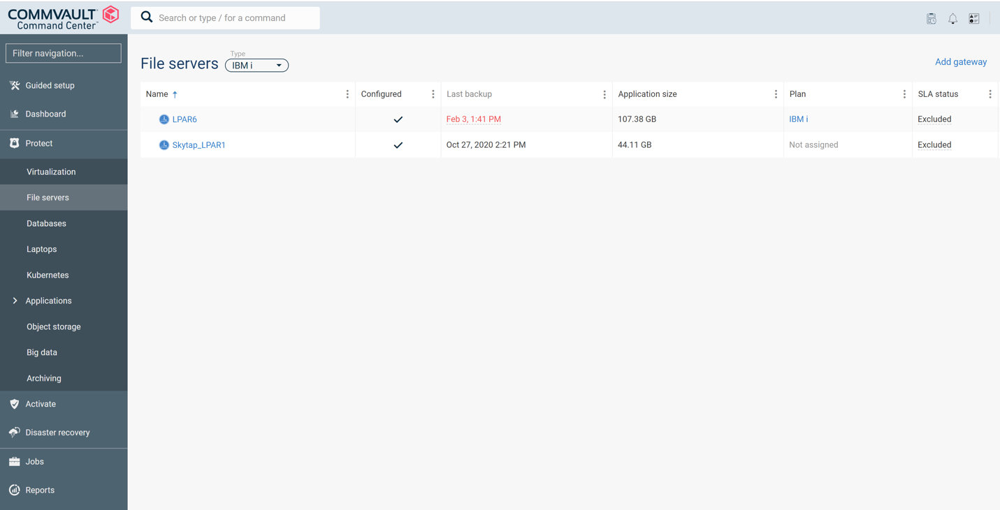 COMMVAULT
Command Center™
Search or type / for a command
Filter navigation...
Guided setup
Dashboard
Protect
Virtualization
File servers
Databases
Laptops
Kubernetes
Applications
Object storage
Big data
Archiving
Activate
Disaster recovery
Jobs
Reports
File servers
Type
IBM i
Add gateway
Name ↑ Configured Last backup Application size Plan SLA status
LPAR6 Feb 3, 1:41 PM 107.38 GB IBM i Excluded
Skytap_LPAR1 Oct 27, 2020 2:21 PM 44.11 GB Not assigned Excluded